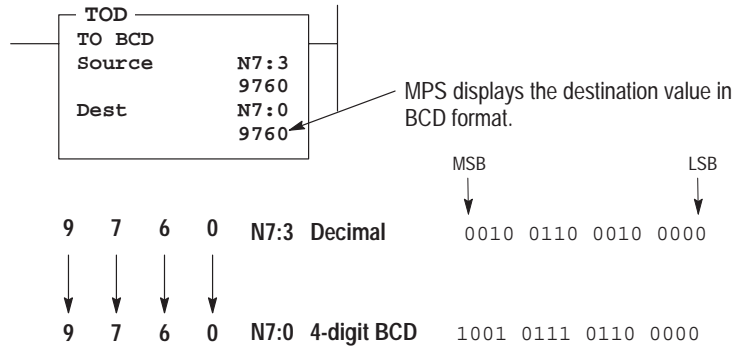 TOD
TO BCD
Source N7:3
9760
Dest N7:0
9760
MPS displays the destination value in
BCD format.
MSB LSB
9 7 6 0 N7:3 Decimal 0010 0110 0010 0000
9 7 6 0 N7:0 4-digit BCD 1001 0111 0110 0000